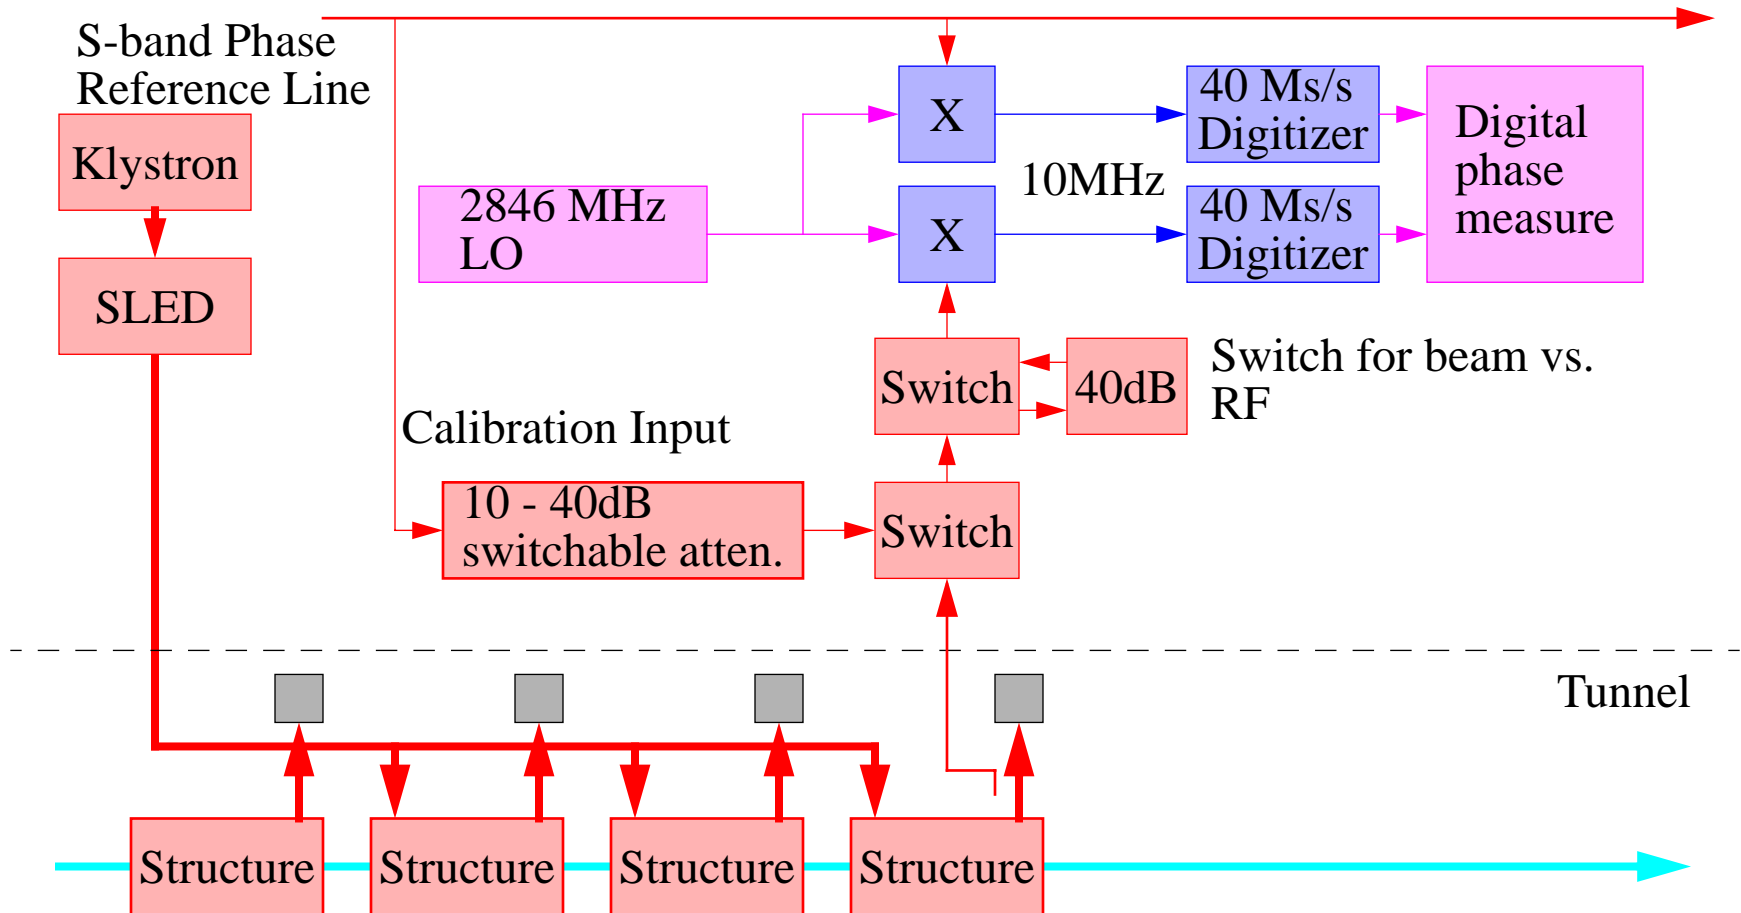 S-band Phase
Reference Line
Klystron
SLED
X
X
40 Ms/s
Digitizer
40 Ms/s
Digitizer
10MHz
Digital
phase
measure
2846 MHz
LO
Switch
40dB
Switch for beam vs.
RF
Calibration Input
10 - 40dB
switchable atten.
Switch
Tunnel
Structure
Structure
Structure
Structure